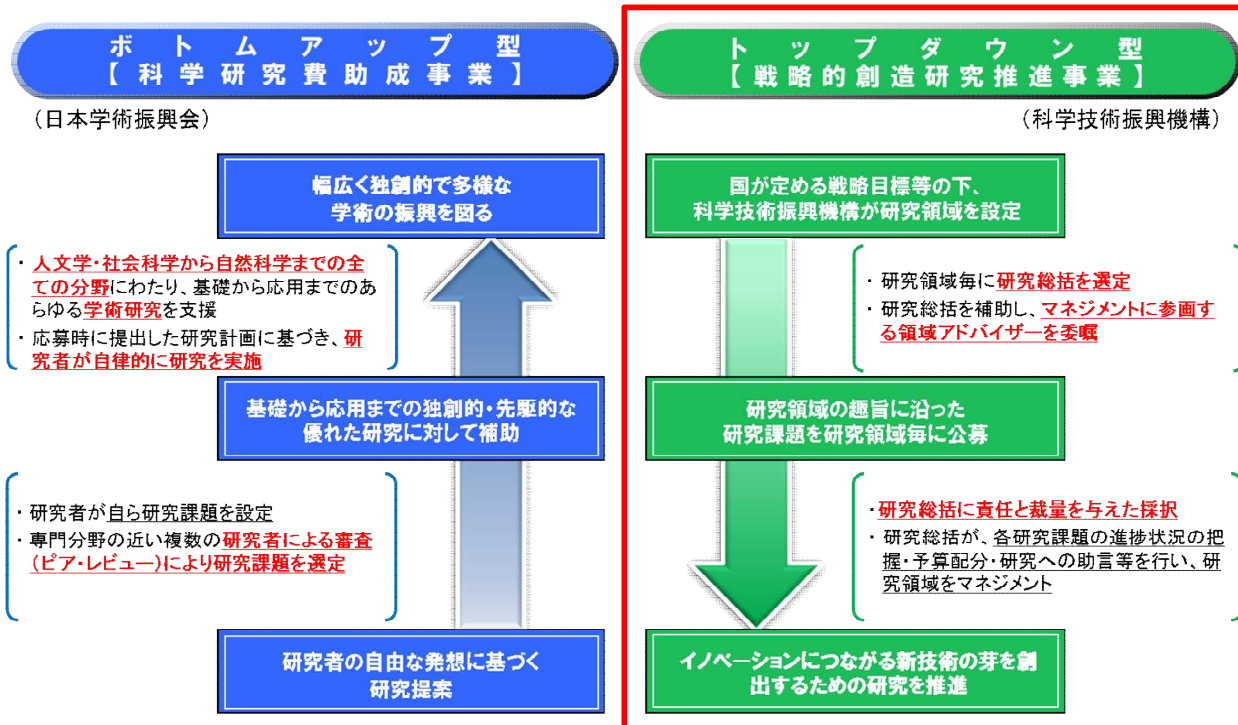 ボトムアップ型
【科学研究費助成事業】
(日本学術振興会)
幅広く独創的で多様な
学術の振興を図る
・人文学・社会科学から自然科学までの全
ての分野にわたり、基礎から応用までのあ
らゆる学術研究を支援
・応募時に提出した研究計画に基づき、研
究者が自律的に研究を実施
基礎から応用までの独創的・先駆的な
優れた研究に対して補助
・研究者が自ら研究課題を設定
・専門分野の近い複数の研究者による審査
(ピア・レビュー)により研究課題を選定
研究者の自由な発想に基づく
研究提案
トップダウン型
【戦略的創造研究推進事業】
(科学技術振興機構)
国が定める戦略目標等の下、
科学技術振興機構が研究領域を設定
・研究領域毎に研究総括を選定
・研究総括を補助し、マネジメントに参画す
る領域アドバイザーを委嘱
研究領域の趣旨に沿った
研究課題を研究領域毎に公募
・研究総括に責任と裁量を与えた採択
・研究総括が、各研究課題の進捗状況の把
握・予算配分・研究への助言等を行い、研
究領域をマネジメント
イノベーションにつながる新技術の芽を創
出するための研究を推進